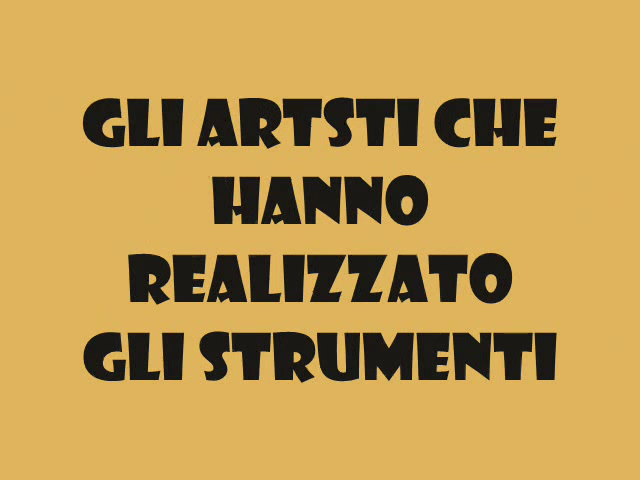 GLI ARTSTI CHE
HANNO
REALIZZATO
GLI STRUMENTI